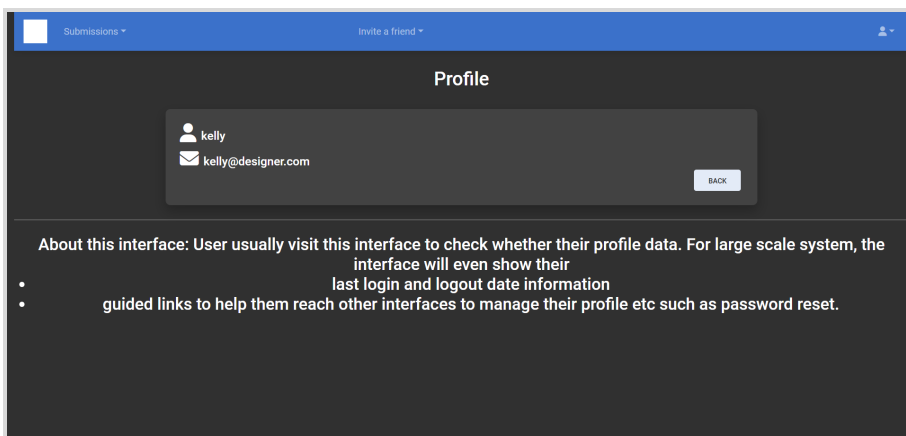 Submissions
Invite a friend
Profile
kelly
kelly@designer.com
BACK
About this interface: User usually visit this interface to check whether their profile data. For large scale system, the
interface will even show their
last login and logout date information
guided links to help them reach other interfaces to manage their profile etc such as password reset.